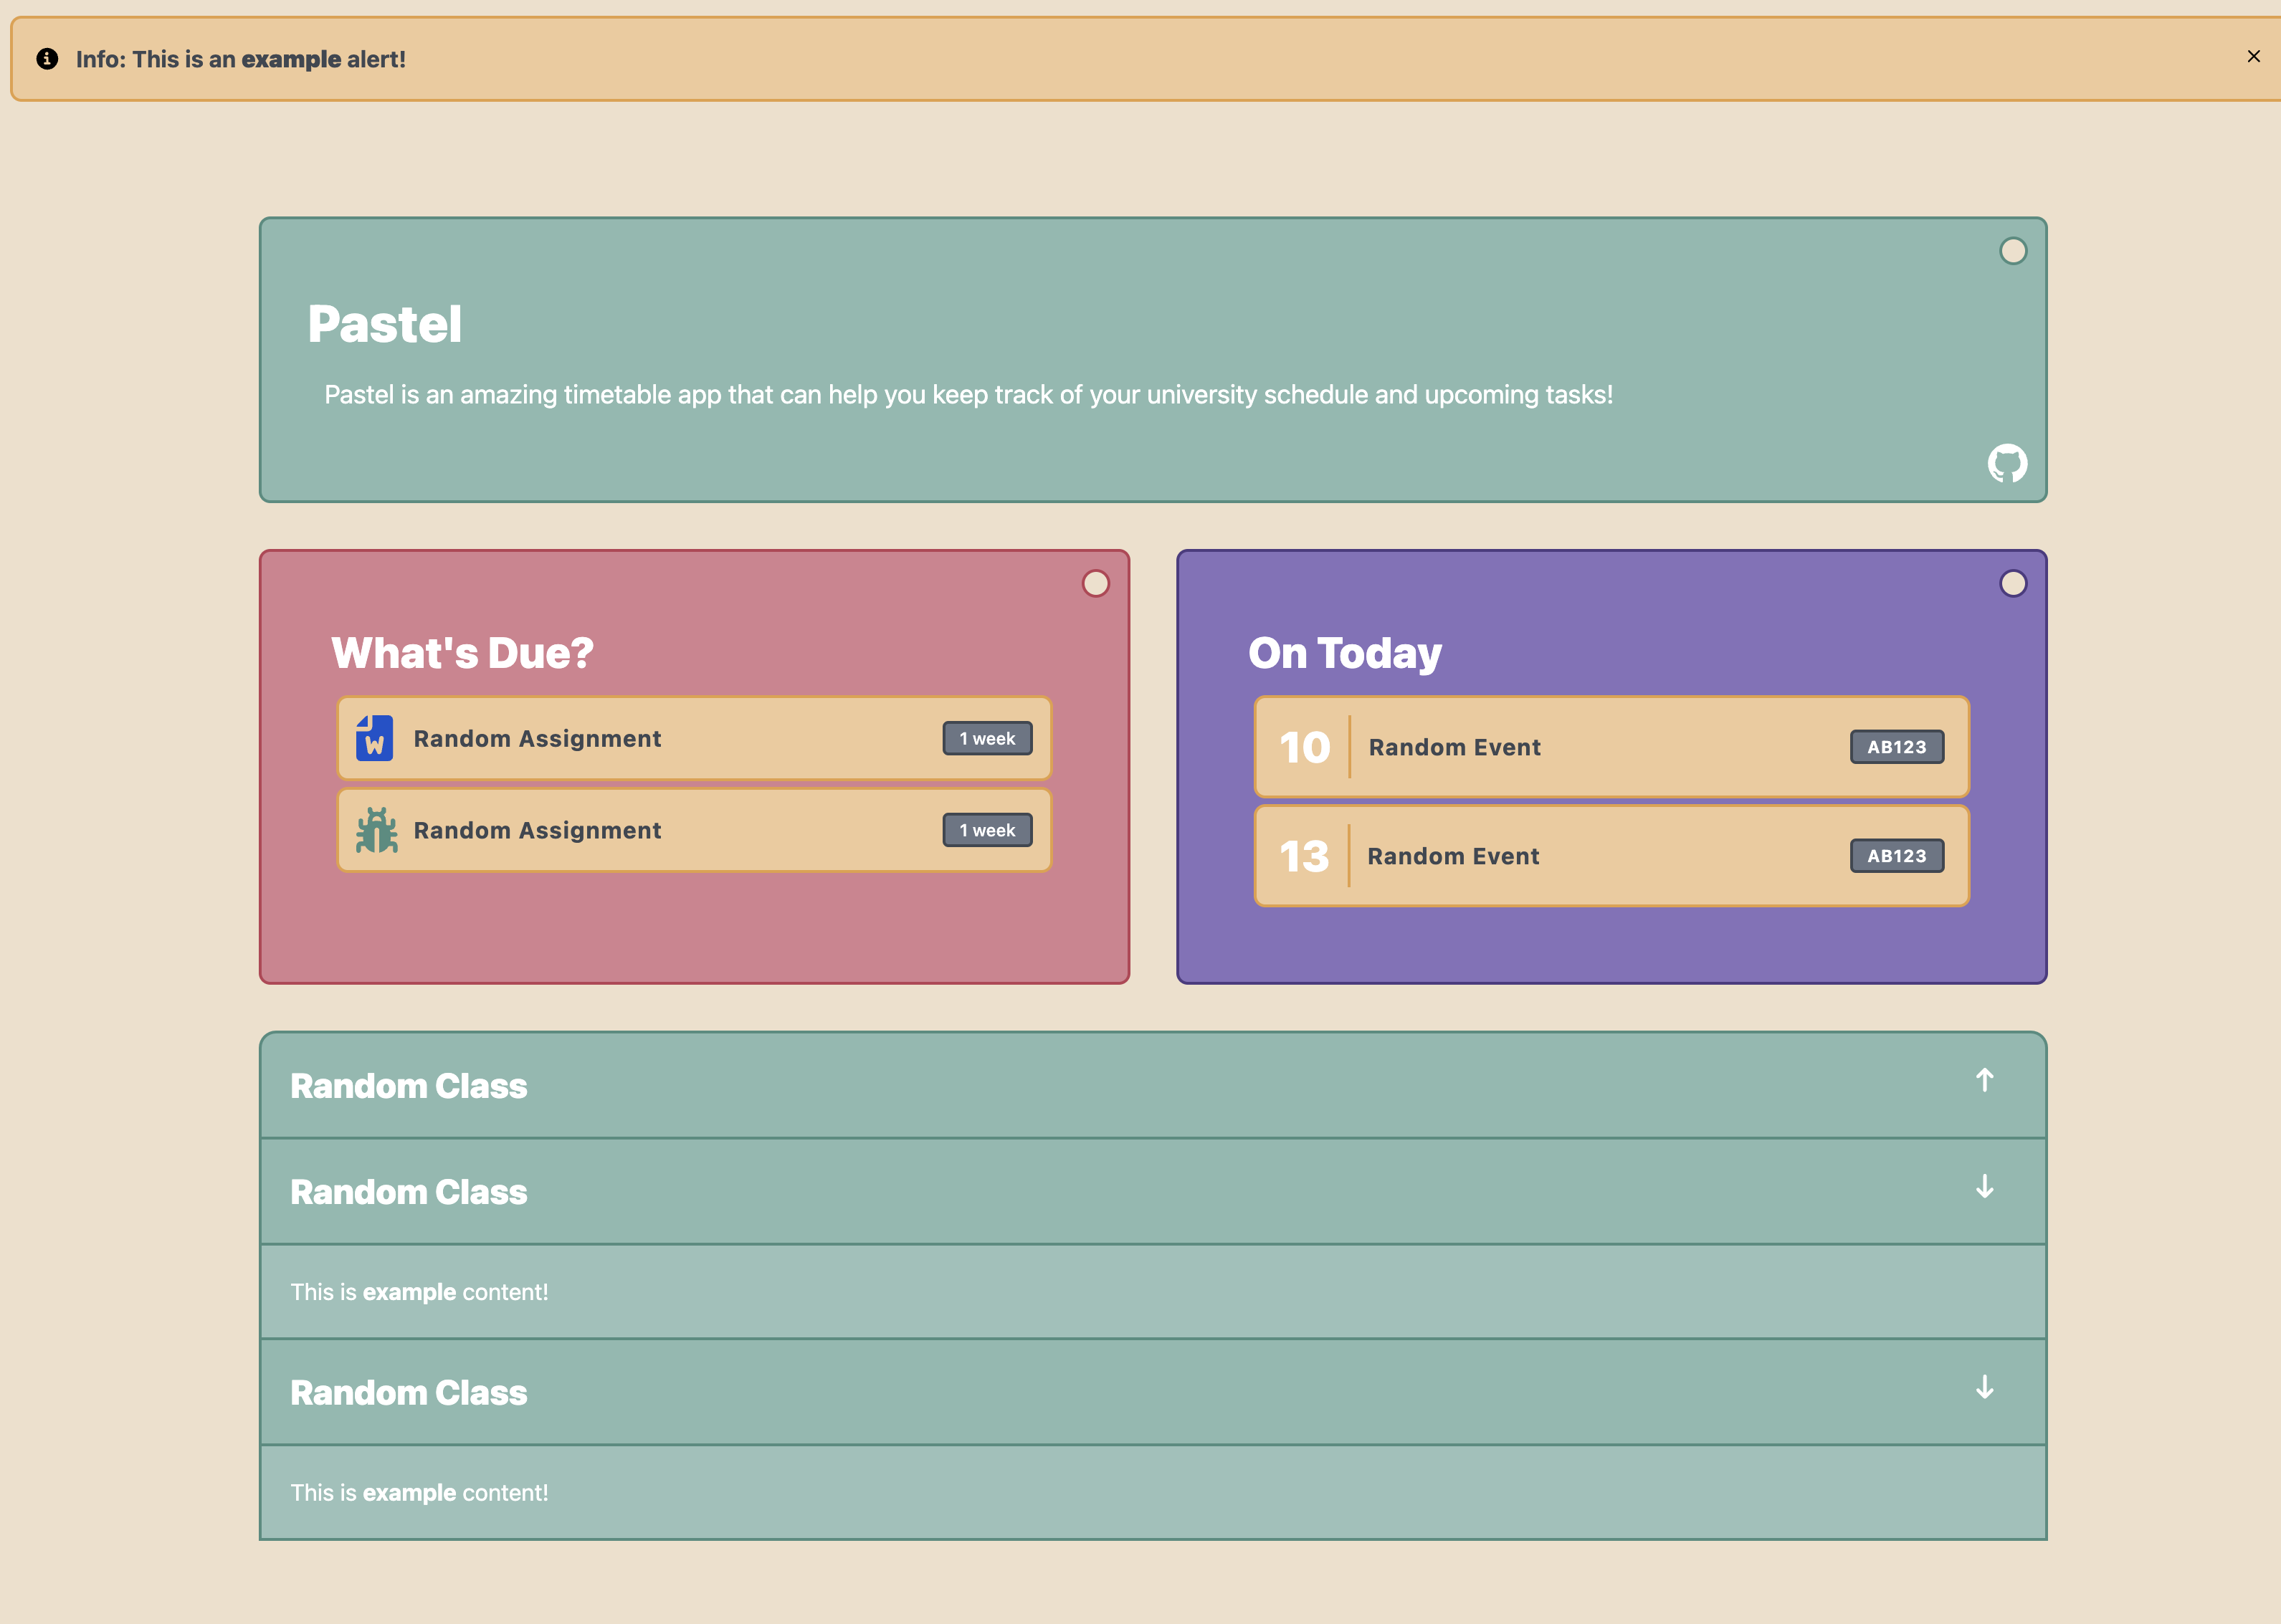 Info: This is an example alert!
Pastel
Pastel is an amazing timetable app that can help you keep track of your university schedule and upcoming tasks!
What's Due?
W Random Assignment 1 week
Random Assignment 1 week
On Today
10 Random Event AB123
13 Random Event AB123
Random Class
Random Class
This is example content!
Random Class
This is example content!